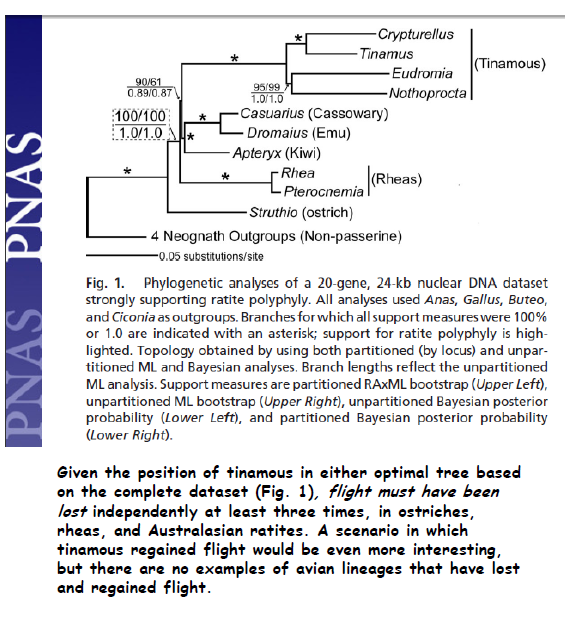 PNAS PNAS
Crypturellus
Tinamus
Eudromia
Nothoprocta
(Tinamous)
*
*
90/61
0.89/0.87
95/99
1.0/1.0
100/100
1.0/1.0
*
*
Casuarius (Cassowary)
Dromaius (Emu)
Apteryx (Kiwi)
*
*
Rhea
Pterocnemia
(Rheas)
Struthio (ostrich)
4 Neognath Outgroups (Non-passerine)
0.05 substitutions/site
Fig. 1. Phylogenetic analyses of a 20-gene, 24-kb nuclear DNA dataset
strongly supporting ratite polyphyly. All analyses used Anas, Gallus, Buteo,
and Ciconia as outgroups. Branches for which all support measures were 100%
or 1.0 are indicated with an asterisk; support for ratite polyphyly is high-
lighted. Topology obtained by using both partitioned (by locus) and unpar-
titioned ML and Bayesian analyses. Branch lengths reflect the unpartitioned
ML analysis. Support measures are partitioned RAxML bootstrap (Upper Left),
unpartitioned ML bootstrap (Upper Right), unpartitioned Bayesian posterior
probability (Lower Left), and partitioned Bayesian posterior probability
(Lower Right).
Given the position of tinamous in either optimal tree based
on the complete dataset (Fig. 1), flight must have been
lost independently at least three times, in ostriches,
rheas, and Australasian ratites. A scenario in which
tinamous regained flight would be even more interesting,
but there are no examples of avian lineages that have lost
and regained flight.